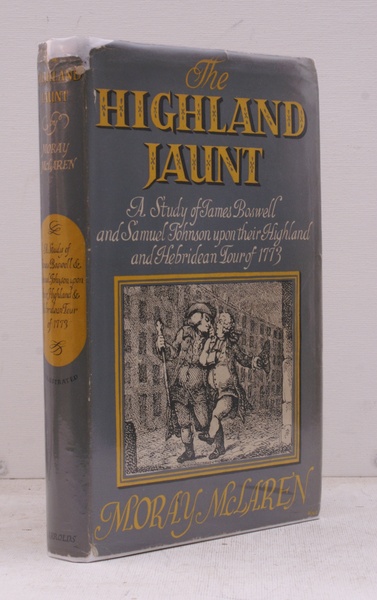 The
HIGHLAND
JAUNT
A Study of James Boswell
and Samuel Johnson upon their Highland
and Hebridean Tour of 1773
MORAY McLAREN
HIGHLAND
JAUNT
MORAY
McLAREN
A Study of
James Boswell &
Samuel Johnson upon
their Highland &
Hebridean Tour
of 1773
ILLUSTRATED
JARROLDS